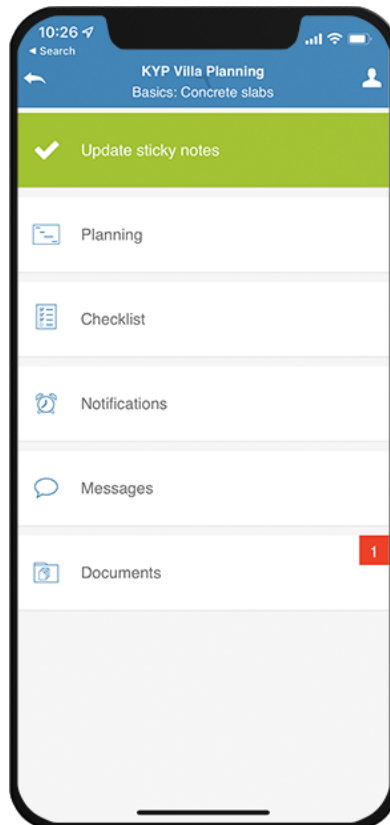 10:26
◀ Search
KYP Villa Planning
Basics: Concrete slabs
Update sticky notes
Planning
Checklist
Notifications
Messages
1
Documents